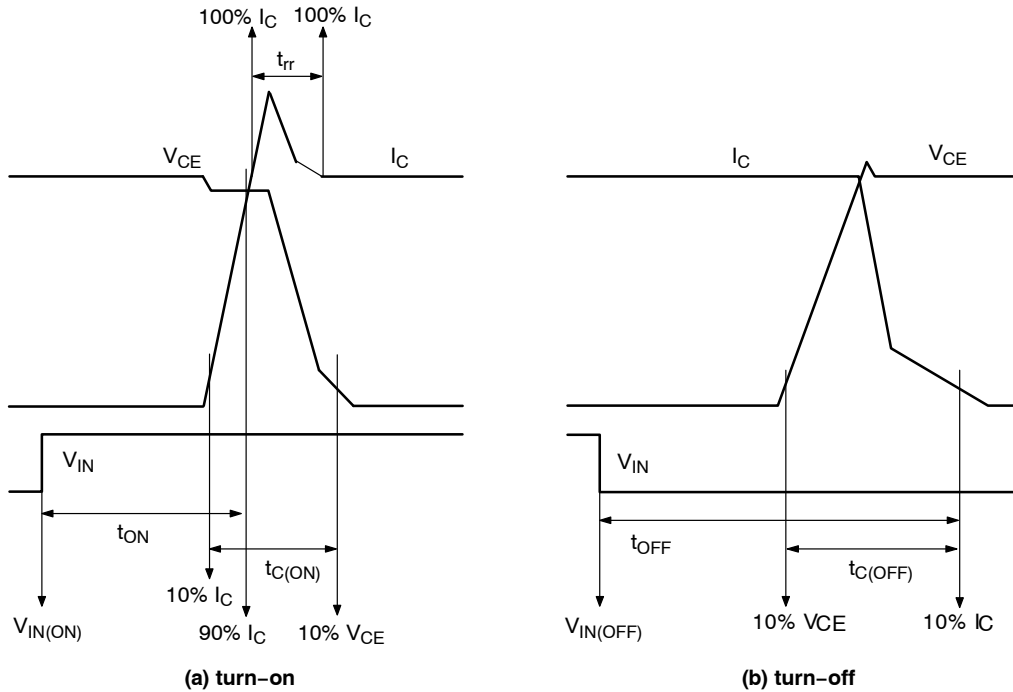 100% I_C 100% I_C
t_rr
V_CE I_C I_C V_CE
V_IN V_IN
t_ON t_OFF
t_C(ON) t_C(OFF)
10% I_C
V_IN(ON) 90% I_C 10% V_CE V_IN(OFF) 10% VCE 10% IC
(a) turn−on (b) turn−off